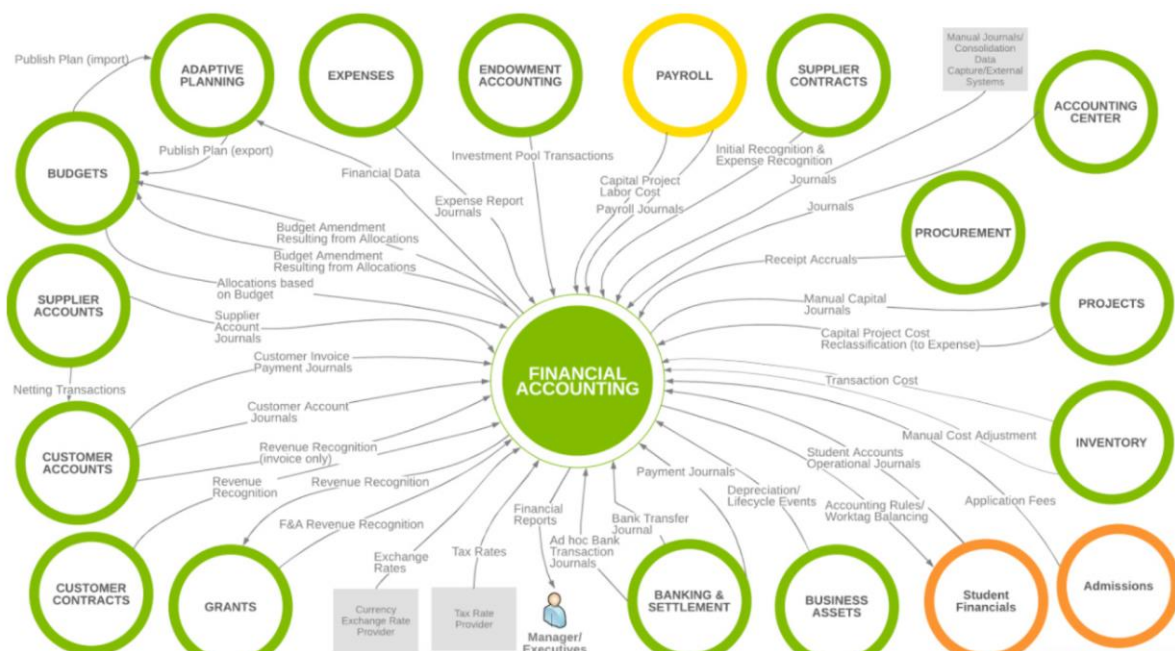 Publish Plan (import)
ADAPTIVE
PLANNING
EXPENSES
ENDOWMENT
ACCOUNTING
PAYROLL
SUPPLIER
CONTRACTS
Manual Journals/
Consolidation
Data
Capture/External
Systems
ACCOUNTING
CENTER
BUDGETS
Publish Plan (export)
Financial Data
Investment Pool Transactions
Initial Recognition &
Expense Recognition
Journals
Journals
Capital Project
Labor Cost
Payroll Journals
Expense Report
Journals
Budget Amendment
Resulting from Allocations
Budget Amendment
Resulting from Allocations
Allocations based
on Budget
PROCUREMENT
Receipt Accruals
SUPPLIER
ACCOUNTS
Supplier
Account
Journals
Manual Capital
Journals
PROJECTS
Capital Project Cost
Reclassification (to Expense)
FINANCIAL
ACCOUNTING
Customer Invoice
Payment Journals
Netting Transactions
Transaction Cost
Customer Account
Journals
CUSTOMER
ACCOUNTS
Manual Cost Adjustment
INVENTORY
Revenue Recognition
(invoice only)
Revenue
Recognition
Revenue Recognition
Payment Journals
Student Accounts
Operational Journals
Depreciation/
Lifecycle Events
Application Fees
Accounting Rules/
Worktag Balancing
F&A Revenue Recognition
Financial
Reports
Bank Transfer
Journal
Ad hoc Bank
Transaction
Journals
Exchange
Rates
Tax Rates
CUSTOMER
CONTRACTS
GRANTS
Currency
Exchange Rate
Provider
Tax Rate
Provider
Manager/
Executives
BANKING &
SETTLEMENT
BUSINESS
ASSETS
Student
Financials
Admissions